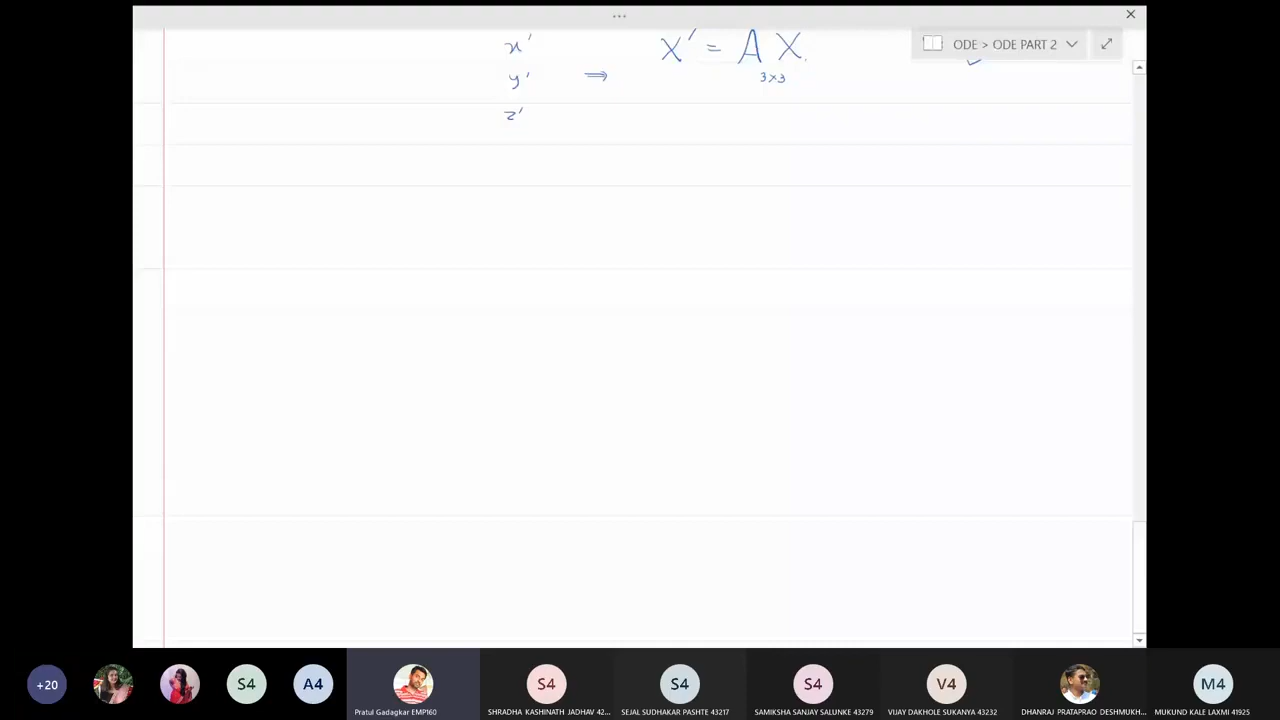 x′
X′ = A X.
ODE > ODE PART 2
y′ ⟹
3×3
z′
+20
S4
A4
S4
S4
S4
V4
M4
Pratul Gadagkar EMP160
SHRADHA KASHINATH JADHAV 42...
SEJAL SUDHAKAR PASHTE 43217
SAMIKSHA SANJAY SALUNKE 43279
VIJAY DAKHOLE SUKANYA 43232
DHANRAJ PRATAPRAO DESHMUKH...
MUKUND KALE LAXMI 41925